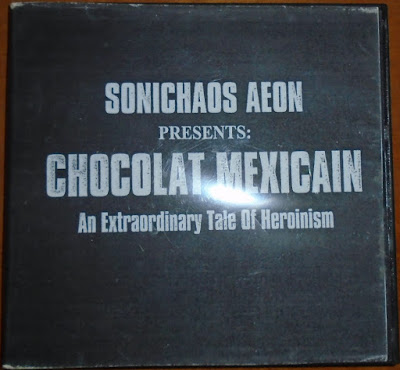 SONICHAOS AEON
PRESENTS:
CHOCOLAT MEXICAIN
An Extraordinary Tale Of Heroinism